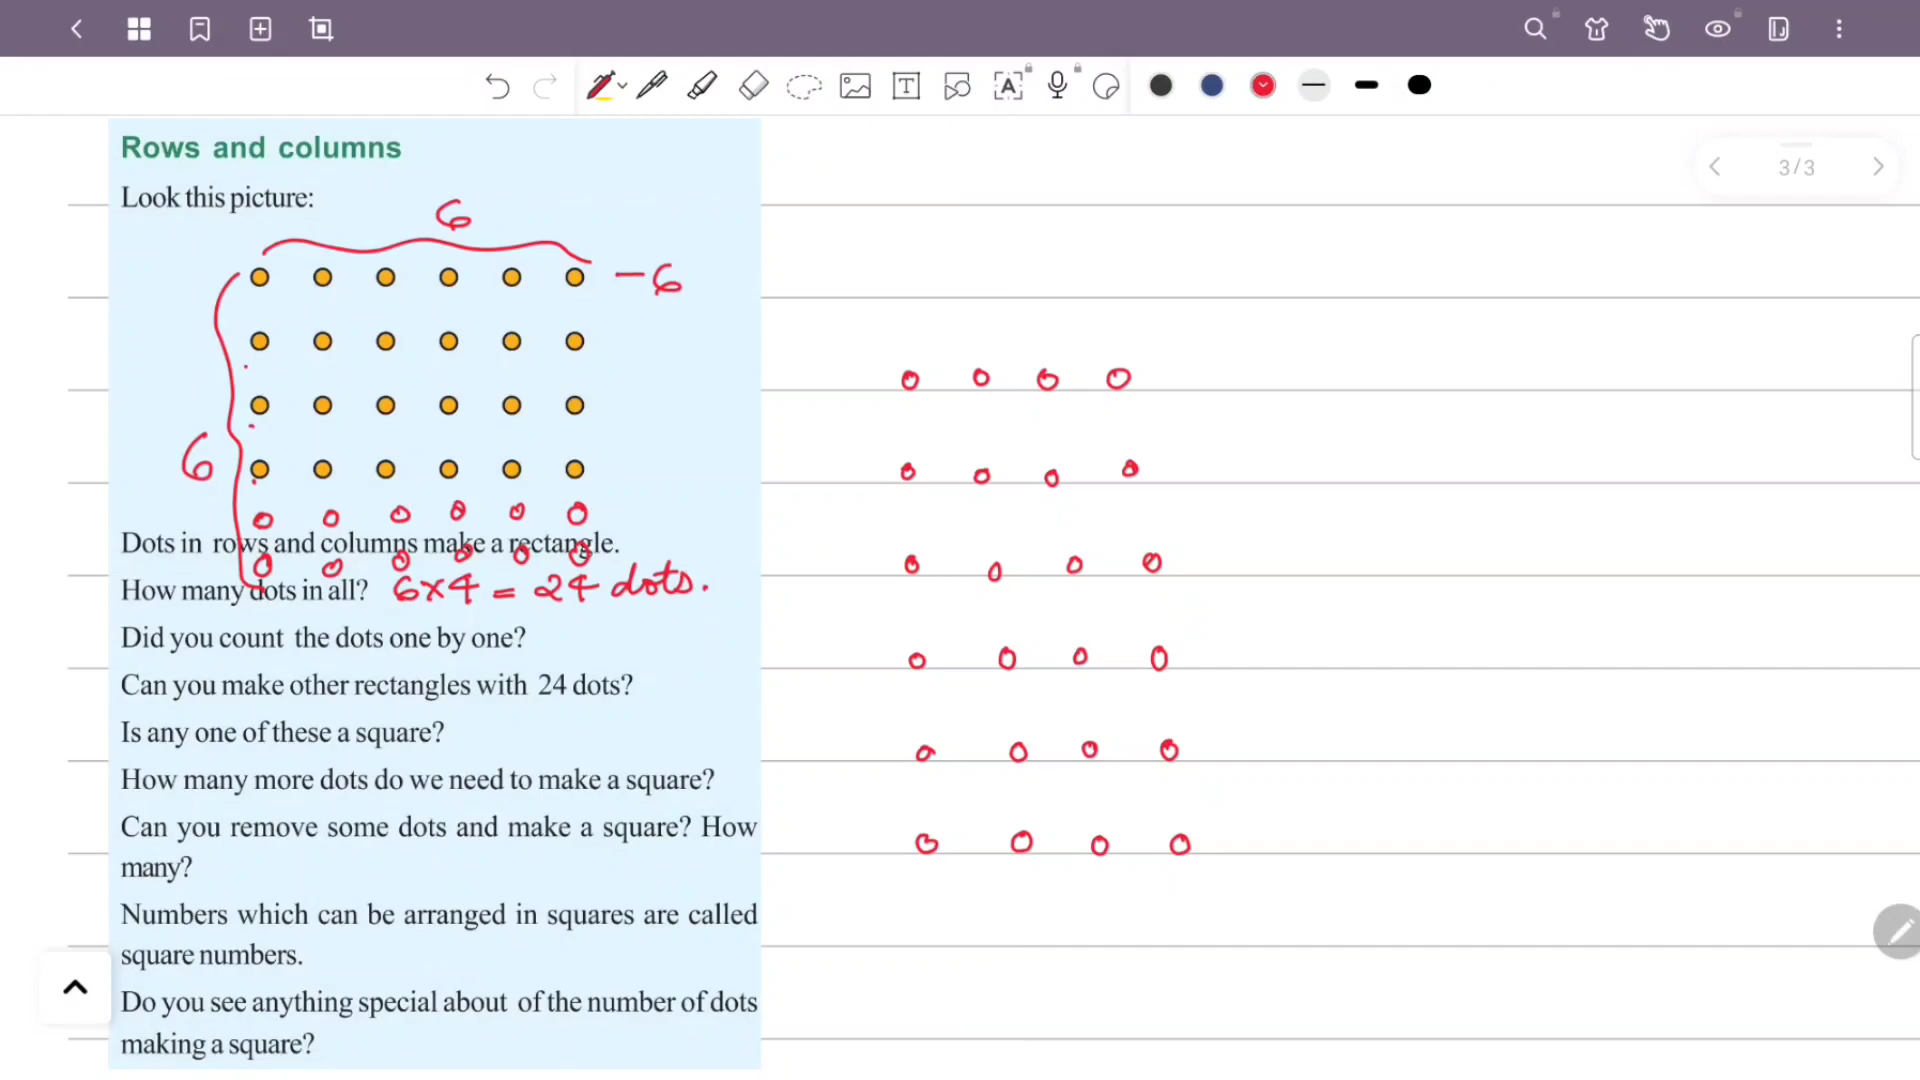 3/3
Rows and columns
Look this picture:
6
-6
6
Dots in rows and columns make a rectangle.
How many dots in all? 6×4 = 24 dots.
Did you count the dots one by one?
Can you make other rectangles with 24 dots?
Is any one of these a square?
How many more dots do we need to make a square?
Can you remove some dots and make a square? How
many?
Numbers which can be arranged in squares are called
square numbers.
Do you see anything special about of the number of dots
making a square?